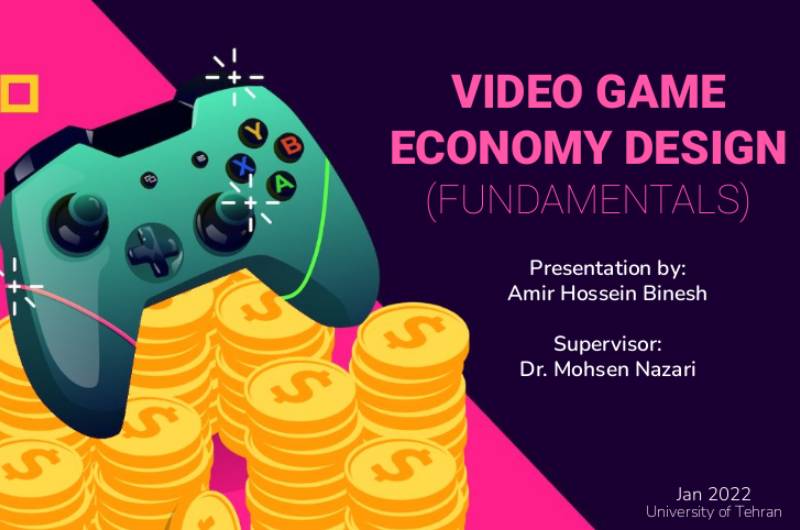 VIDEO GAME
ECONOMY DESIGN
(FUNDAMENTALS)
Presentation by:
Amir Hossein Binesh
Supervisor:
Dr. Mohsen Nazari
Jan 2022
University of Tehran
Y
B
X
A
$
$
$
$
$